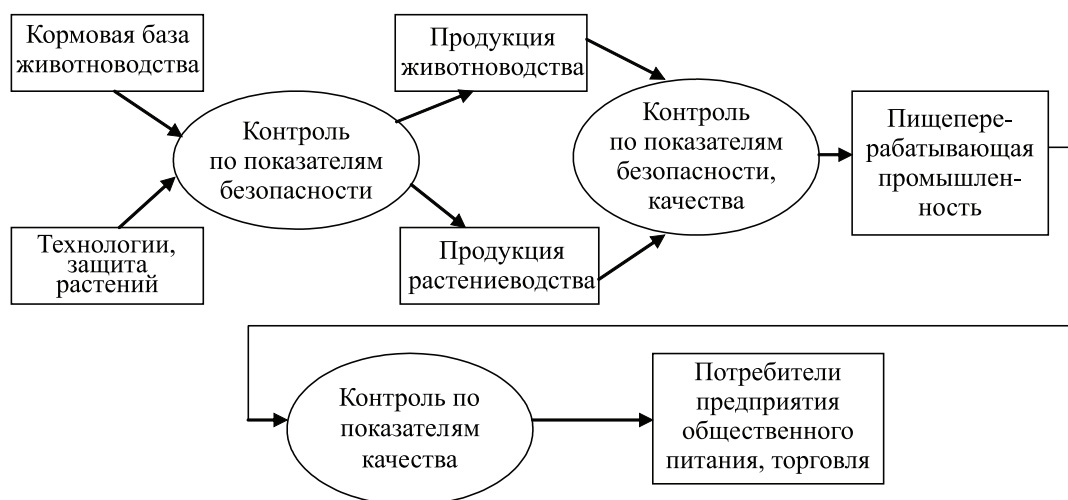 Кормовая база
животноводства
Технологии,
защита
растений
Контроль
по показателям
безопасности
Продукция
животноводства
Продукция
растениеводства
Контроль
по показателям
безопасности,
качества
Пищепере-
рабатывающая
промышлен-
ность
Контроль по
показателям
качества
Потребители
предприятия
общественного
питания, торговля